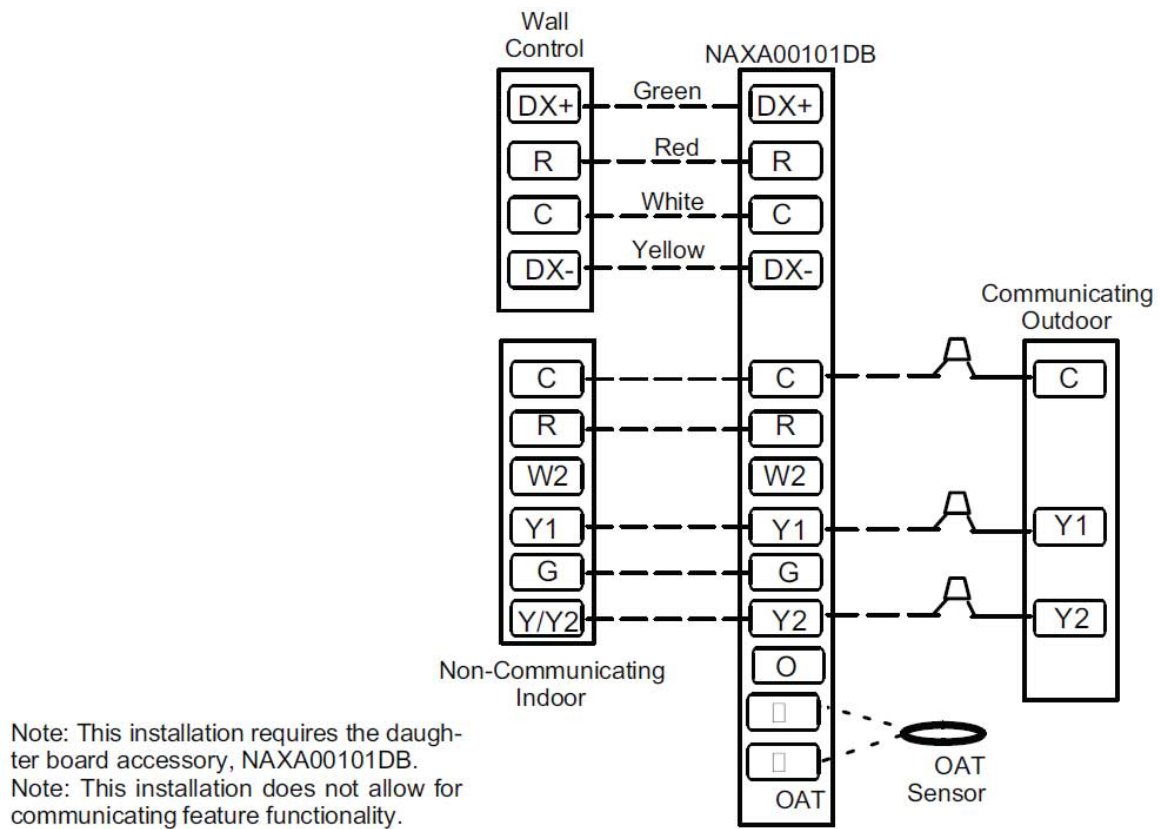 Wall
Control
NAXA00101DB
DX+ Green DX+
R Red R
C White C
DX- Yellow DX-
Communicating
Outdoor
C C C
R R
W2 W2
Y1 Y1 Y1
G G
Y/Y2 Y2 Y2
O
Non-Communicating
Indoor
OAT
OAT
Sensor
Note: This installation requires the daugh-
ter board accessory, NAXA00101DB.
Note: This installation does not allow for
communicating feature functionality.